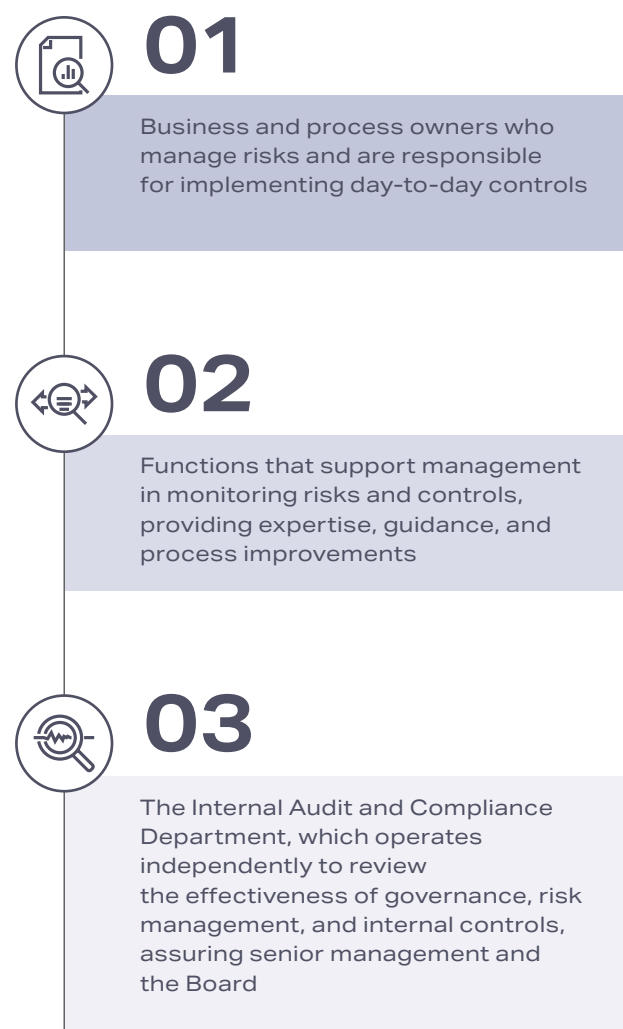 01
Business and process owners who
manage risks and are responsible
for implementing day-to-day controls
02
Functions that support management
in monitoring risks and controls,
providing expertise, guidance, and
process improvements
03
The Internal Audit and Compliance
Department, which operates
independently to review
the effectiveness of governance, risk
management, and internal controls,
assuring senior management and
the Board